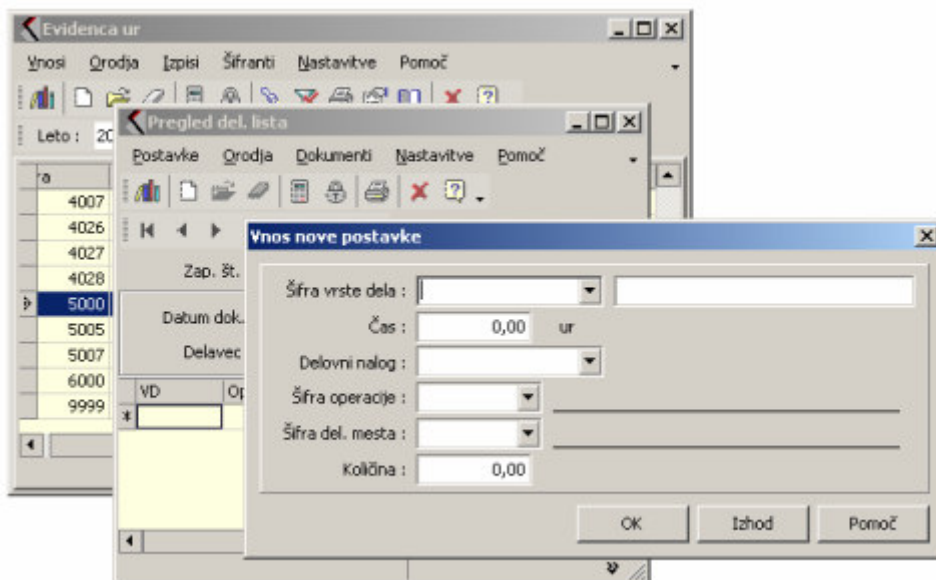 Evidenca ur
Vnosi Orodja Izpisi Šifranti Nastavitve Pomoč
Leto : 20
ra
4007
4026
4027
4028
5000
5005
5007
6000
9999
Pregled del. lista
Postavke Orodja Dokumenti Nastavitve Pomoč
Zap. št.
Datum dok.
Delavec
VD Op
Vnos nove postavke
Šifra vrste dela :
Čas : 0,00 ur
Delovni nalog :
Šifra operacije :
Šifra del. mesta :
Količina : 0,00
OK Izhod Pomoč